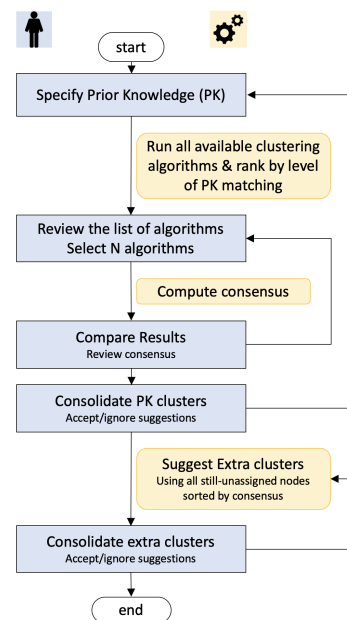 start
Specify Prior Knowledge (PK)
Run all available clustering
algorithms & rank by level
of PK matching
Review the list of algorithms
Select N algorithms
Compute consensus
Compare Results
Review consensus
Consolidate PK clusters
Accept/ignore suggestions
Suggest Extra clusters
Using all still-unassigned nodes
sorted by consensus
Consolidate extra clusters
Accept/ignore suggestions
end